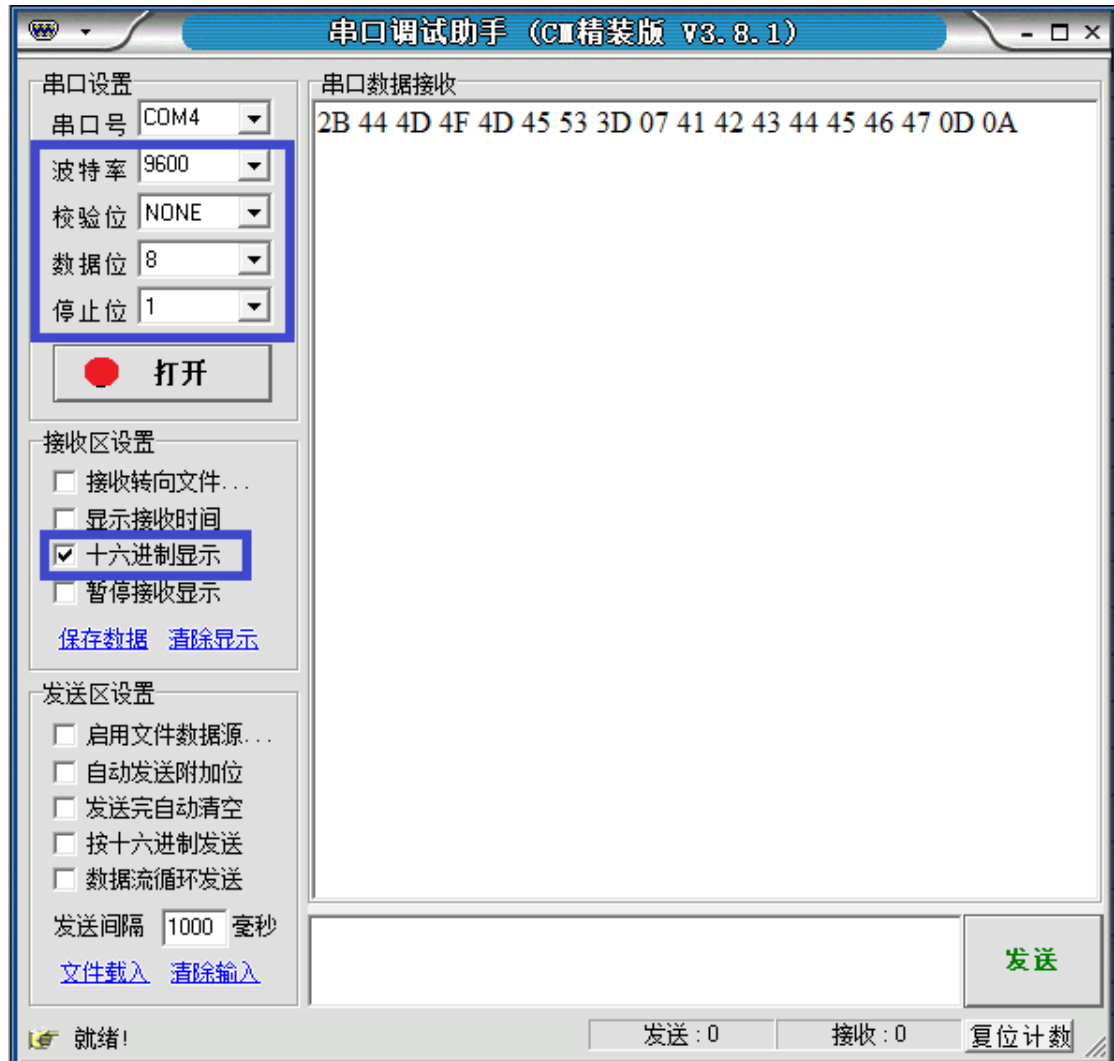 串口调试助手 (CM精装版 V3.8.1)
串口设置
串口号 COM4
波特率 9600
校验位 NONE
数据位 8
停止位 1
打开
接收区设置
接收转向文件...
显示接收时间
十六进制显示
暂停接收显示
保存数据 清除显示
发送区设置
启用文件数据源...
自动发送附加位
发送完自动清空
按十六进制发送
数据流循环发送
发送间隔 1000 毫秒
文件载入 清除输入
串口数据接收
2B 44 4D 4F 4D 45 53 3D 07 41 42 43 44 45 46 47 0D 0A
发送
就绪!
发送:0
接收:0
复位计数